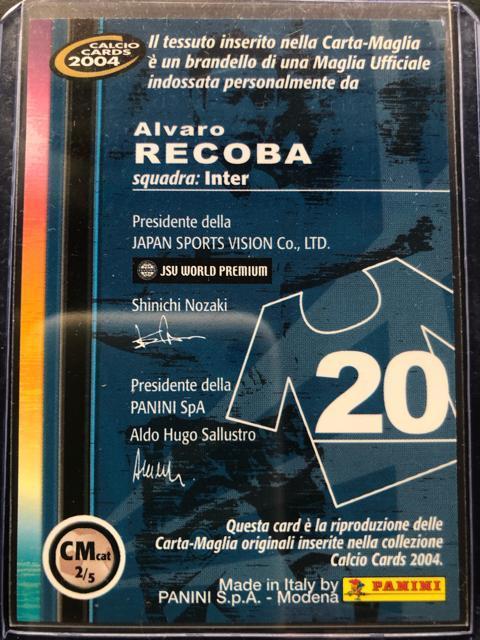 CALCIO
CARDS
2004
Il tessuto inserito nella Carta-Maglia
è un brandello di una Maglia Ufficiale
indossata personalmente da
Alvaro
RECOBA
squadra: Inter
Presidente della
JAPAN SPORTS VISION Co., LTD.
JSV WORLD PREMIUM
Shinichi Nozaki
Presidente della
PANINI SpA
Aldo Hugo Sallustro
20
Questa card è la riproduzione delle
Carta-Maglia originali inserite nella collezione
Calcio Cards 2004.
CMcat
2/5
Made in Italy by PANINI
PANINI S.p.A. - Modena